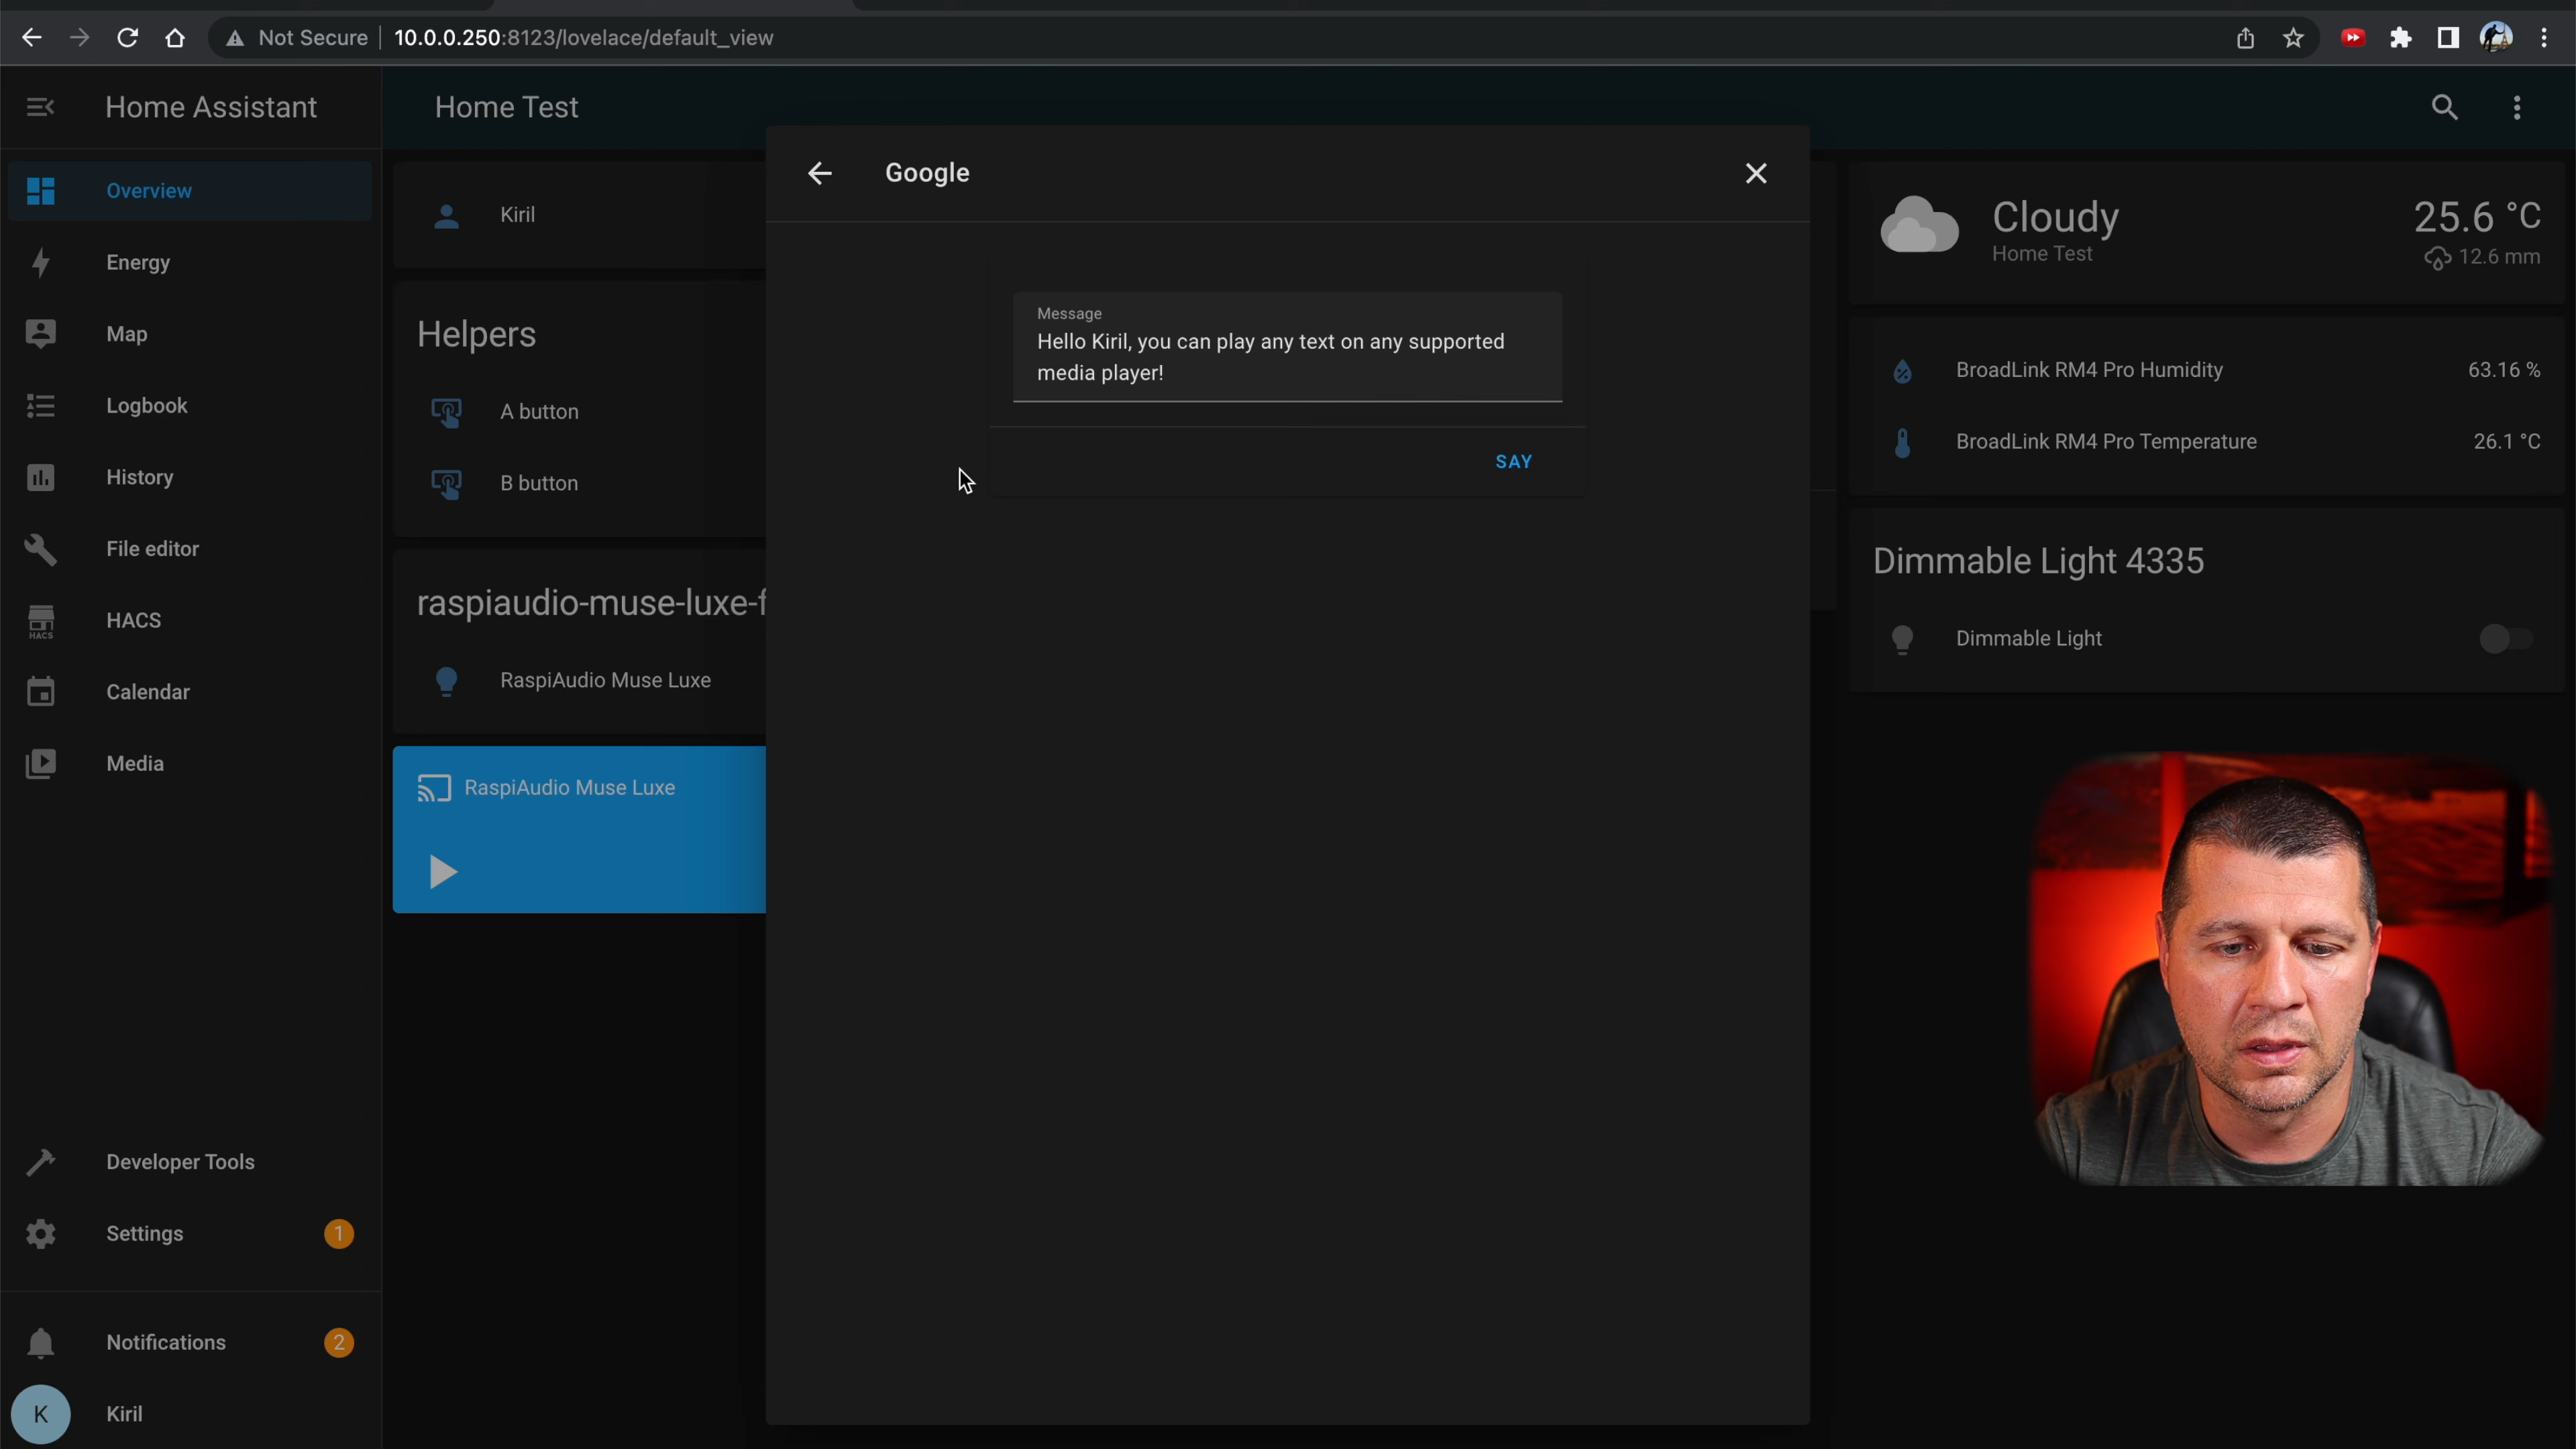 Not Secure
10.0.0.250:8123/lovelace/default_view
Home Assistant
Overview
Energy
Map
Logbook
History
File editor
HACS
HACS
Calendar
Media
Developer Tools
Settings
1
Notifications
2
K
Kiril
Home Test
Kiril
Helpers
A button
B button
raspiaudio-muse-luxe-f
RaspiAudio Muse Luxe
RaspiAudio Muse Luxe
Google
Message
Hello Kiril, you can play any text on any supported
media player!
SAY
Cloudy
25.6 °C
Home Test
12.6 mm
BroadLink RM4 Pro Humidity
63.16 %
BroadLink RM4 Pro Temperature
26.1 °C
Dimmable Light 4335
Dimmable Light